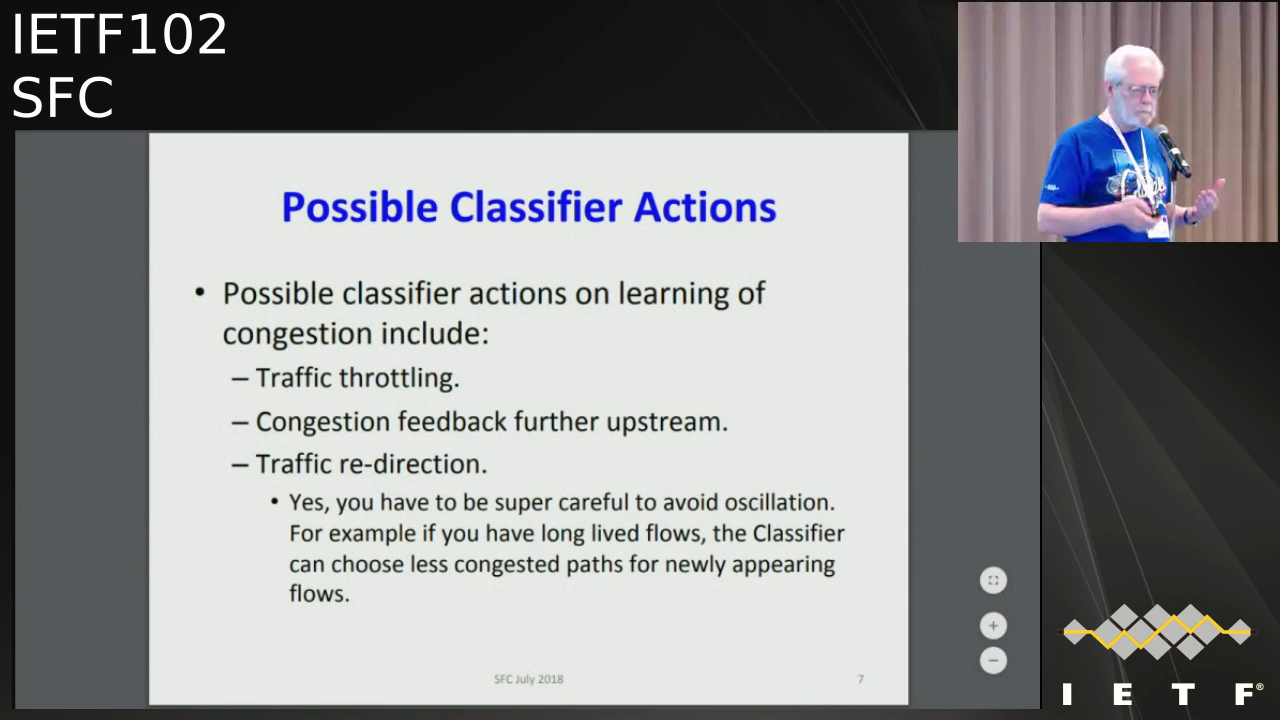 IETF102
SFC
Possible Classifier Actions
• Possible classifier actions on learning of
congestion include:
– Traffic throttling.
– Congestion feedback further upstream.
– Traffic re-direction.
• Yes, you have to be super careful to avoid oscillation.
For example if you have long lived flows, the Classifier
can choose less congested paths for newly appearing
flows.
SFC July 2018
7
I E T F®